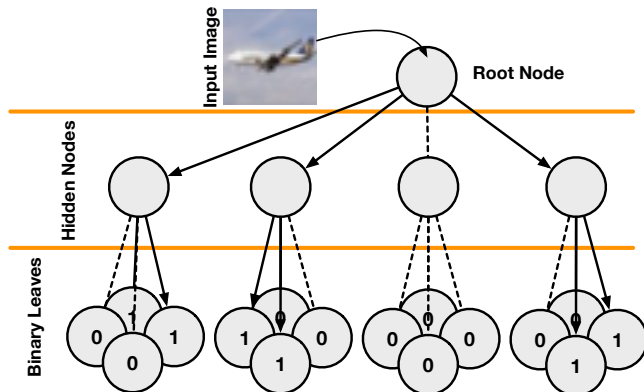 Input Image
Root Node
Hidden Nodes
Binary Leaves
1 0 0 0
0 1 1 0 0 0 0 1
0 1 0 1